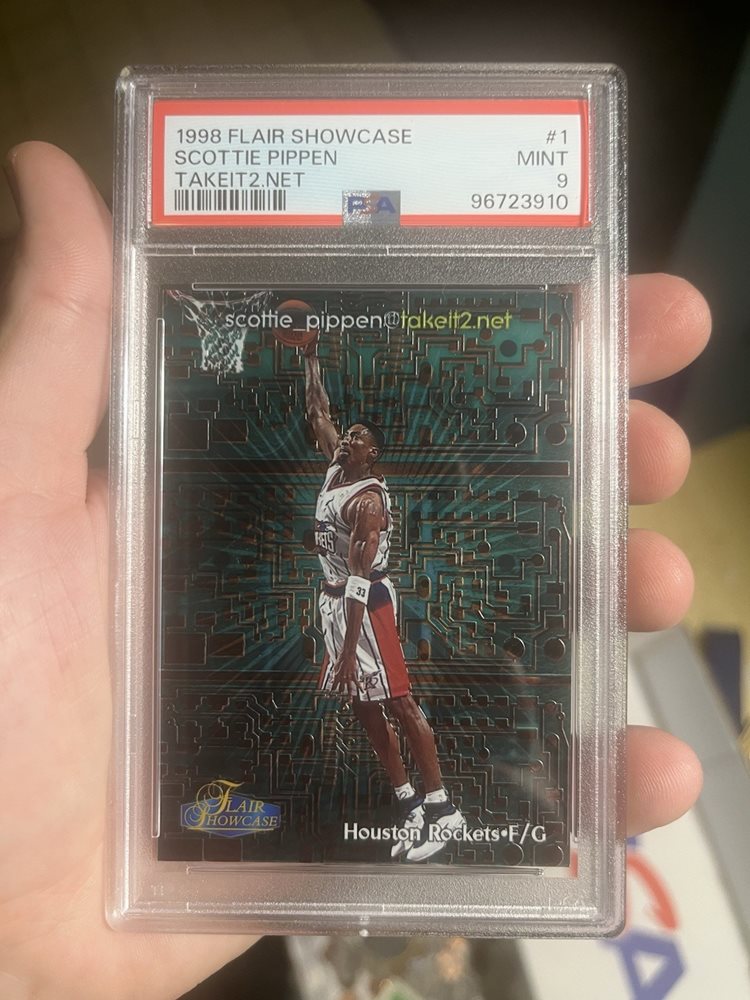 1998 FLAIR SHOWCASE #1
SCOTTIE PIPPEN MINT
TAKEIT2.NET 9
PSA 96723910
scottie_pippen@takeit2.net
33
FLAIR
SHOWCASE
Houston Rockets•F/G